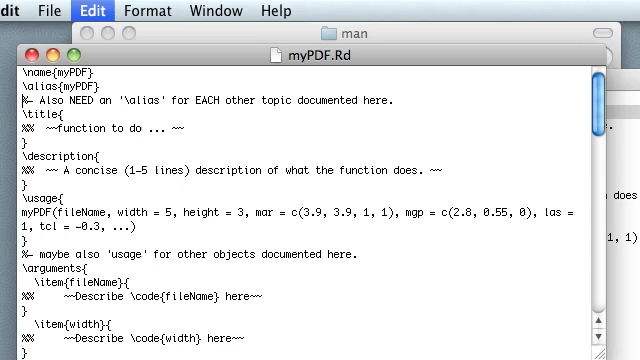 dit File Edit Format Window Help
man
myPDF.Rd
\name{myPDF}
\alias{myPDF}
%- Also NEED an '\alias' for EACH other topic documented here.
\title{
%%  ~~function to do ... ~~
}
\description{
%%  ~~ A concise (1-5 lines) description of what the function does. ~~
}
\usage{
myPDF(fileName, width = 5, height = 3, mar = c(3.9, 3.9, 1, 1), mgp = c(2.8, 0.55, 0), las =
1, tcl = -0.3, ...)
}
%- maybe also 'usage' for other objects documented here.
\arguments{
  \item{fileName}{
%%     ~~Describe \code{fileName} here~~
}
  \item{width}{
%%     ~~Describe \code{width} here~~
}
e.
does
1, 1)